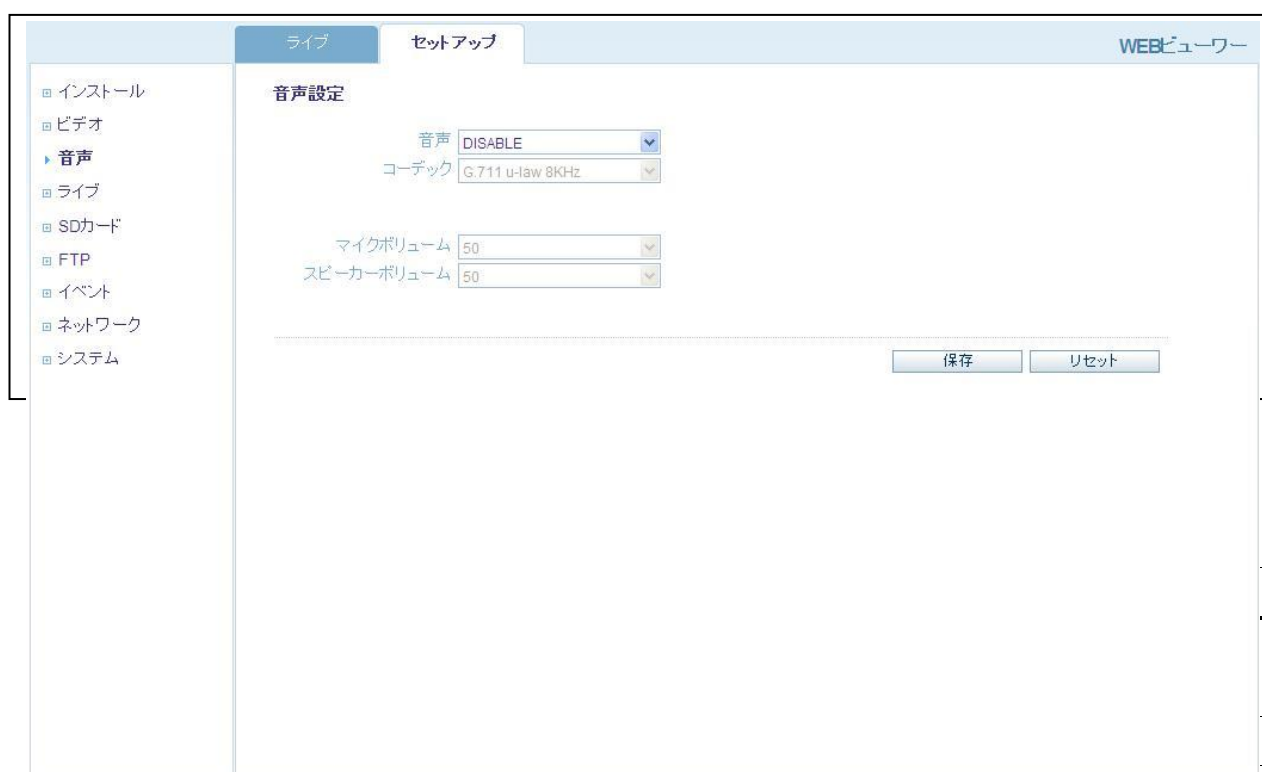 ライブ セットアップ WEBビューワー
インストール
ビデオ
音声
ライブ
SDカード
FTP
イベント
ネットワーク
システム
音声設定
音声 DISABLE
コーデック G.711 u-law 8KHz
マイクボリューム 50
スピーカーボリューム 50
保存 リセット